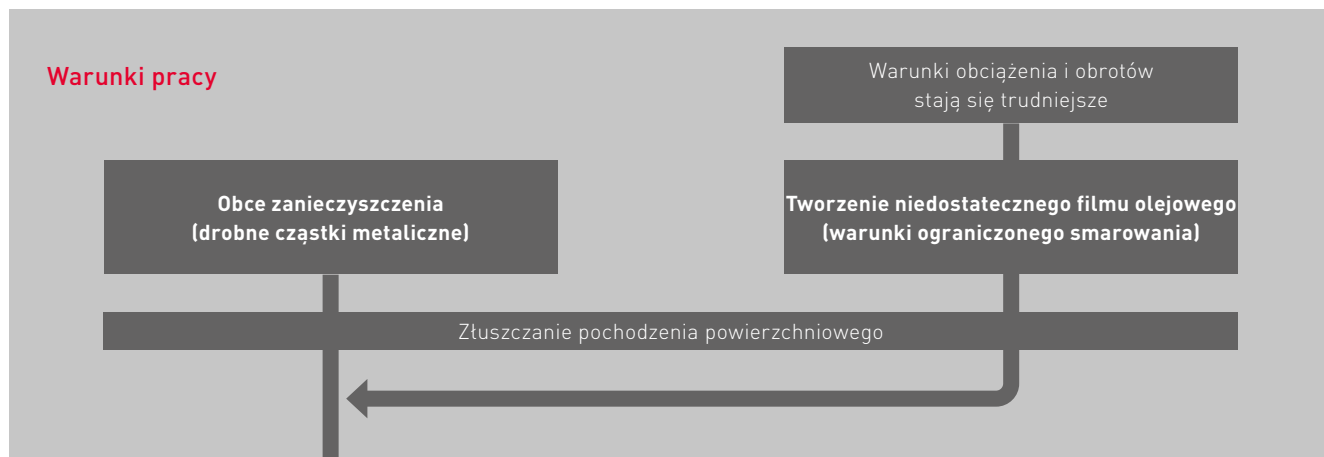 Warunki pracy
Warunki obciążenia i obrotów
stają się trudniejsze
Obce zanieczyszczenia
(drobne cząstki metaliczne)
Tworzenie niedostatecznego filmu olejowego
(warunki ograniczonego smarowania)
Złuszczanie pochodzenia powierzchniowego